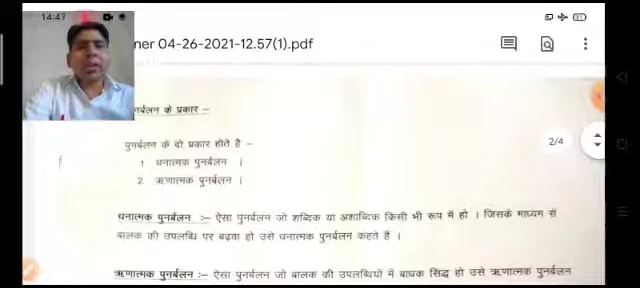 14:47
ner 04-26-2021-12.57(1).pdf
नर्बलन के प्रकार –
2/4
पुनर्बलन के दो प्रकार होते है –
1 धनात्मक पुनर्बलन ।
2 ऋणात्मक पुनर्बलन ।
धनात्मक पुनर्बलन :– ऐसा पुनर्बलन जो शब्दिक या अशाब्दिक किसी भी रूप में हो । जिसके माध्यम से
बालक की उपलब्धि पर बढ़वा हो उसे धनात्मक पुनर्बलन कहते हैं ।
ऋणात्मक पुनर्बलन :– ऐसा पुनर्बलन जो बालक की उपलब्धियों में बाधक सिद्ध हो उसे ऋणात्मक पुनर्बलन